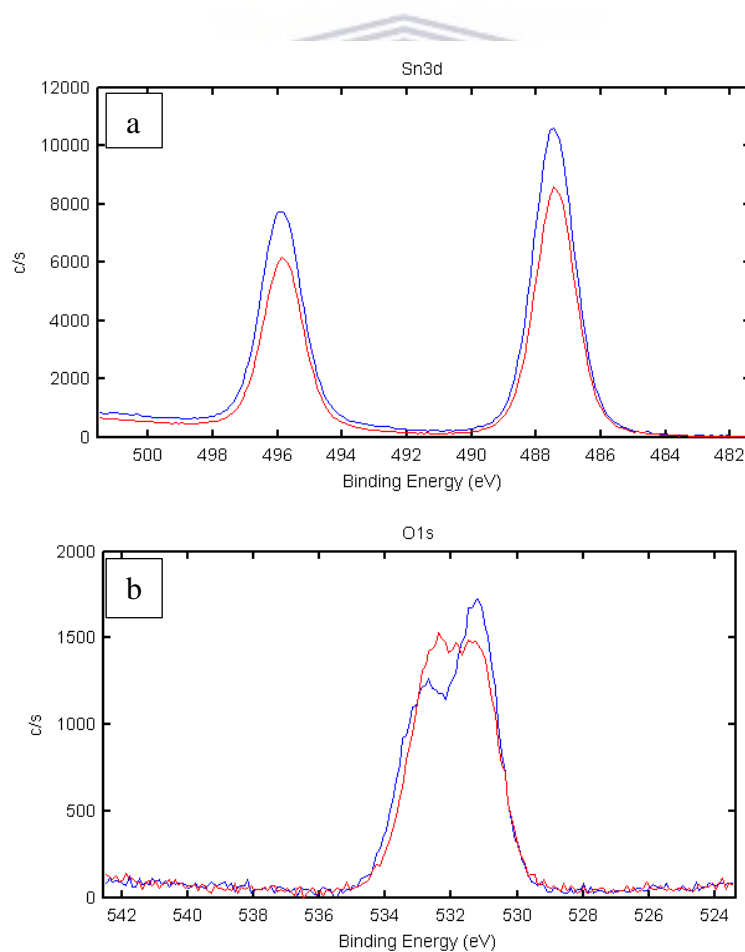 Sn3d
a
12000
10000
8000
6000
4000
2000
0
c/s
500 498 496 494 492 490 488 486 484 482
Binding Energy (eV)
O1s
b
2000
1500
1000
500
0
c/s
542 540 538 536 534 532 530 528 526 524
Binding Energy (eV)